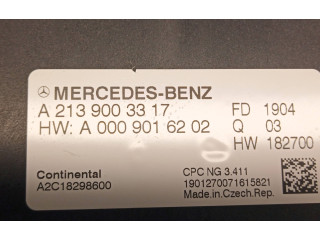 MERCEDES-BENZ
A 213 900 33 17 FD 1904
HW: A 000 901 62 02 Q 03
HW 182700
Continental CPC NG 3.411
A2C18298600 1901270071615821
Made in Czech.Rep.